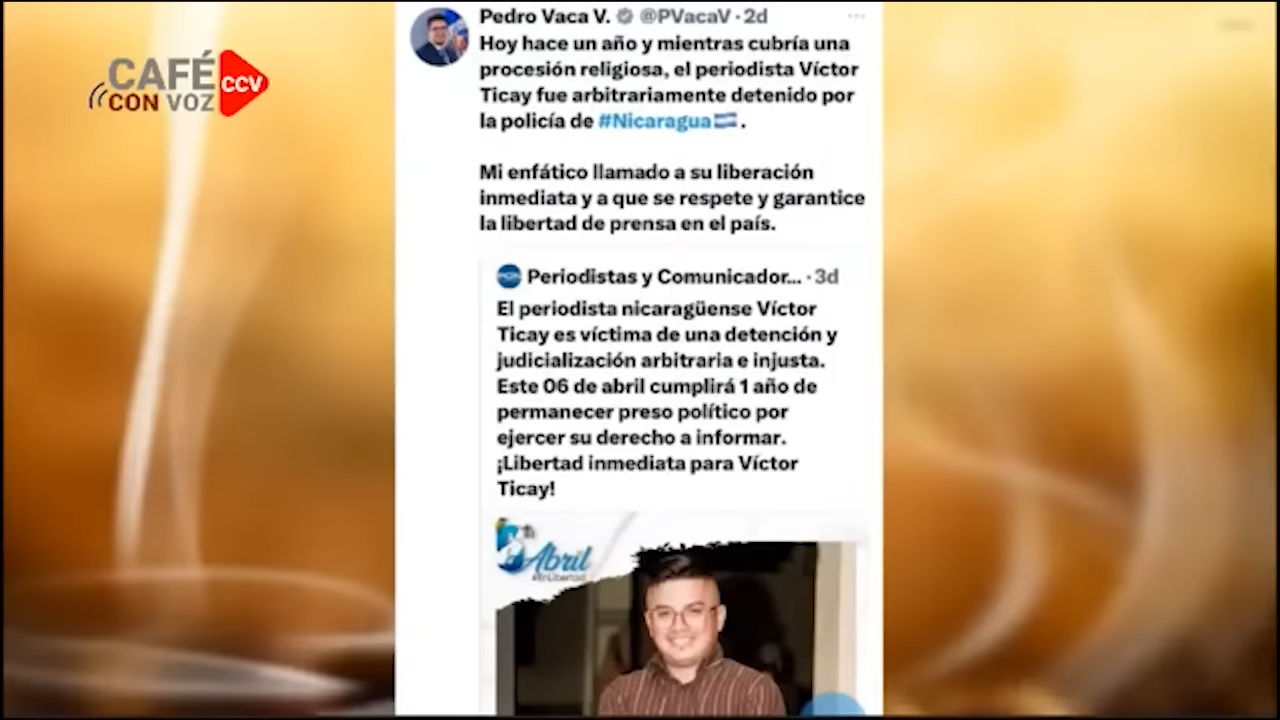 CAFÉ
CON VOZ
CCV
Pedro Vaca V. @PVacaV · 2d
Hoy hace un año y mientras cubría una
procesión religiosa, el periodista Víctor
Ticay fue arbitrariamente detenido por
la policía de #Nicaragua🇳🇮.
Mi enfático llamado a su liberación
inmediata y a que se respete y garantice
la libertad de prensa en el país.
Periodistas y Comunicador... · 3d
El periodista nicaragüense Víctor
Ticay es víctima de una detención y
judicialización arbitraria e injusta.
Este 06 de abril cumplirá 1 año de
permanecer preso político por
ejercer su derecho a informar.
¡Libertad inmediata para Víctor
Ticay!
Abril